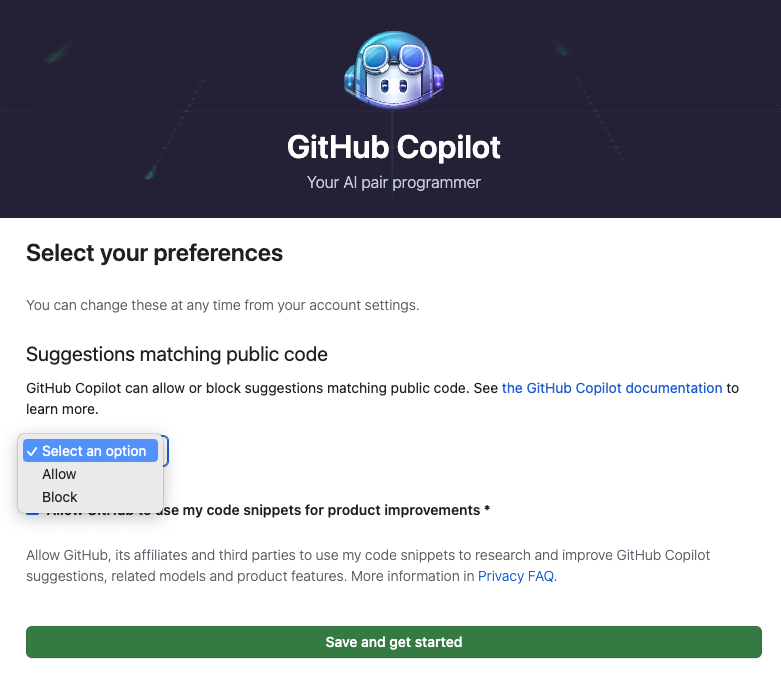 GitHub Copilot
Your AI pair programmer
Select your preferences
You can change these at any time from your account settings.
Suggestions matching public code
GitHub Copilot can allow or block suggestions matching public code. See the GitHub Copilot documentation to
learn more.
✓ Select an option
Allow
Block
Allow GitHub to use my code snippets for product improvements *
Allow GitHub, its affiliates and third parties to use my code snippets to research and improve GitHub Copilot
suggestions, related models and product features. More information in Privacy FAQ.
Save and get started